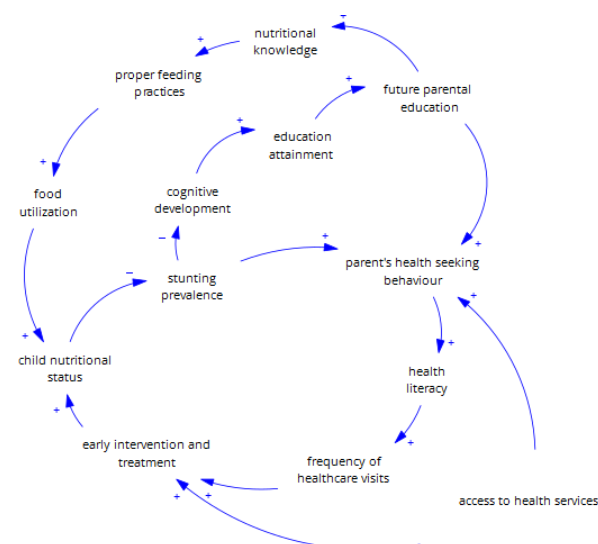 nutritional
knowledge
proper feeding
practices
future parental
education
education
attainment
food
utilization
cognitive
development
stunting
prevalence
parent's health seeking
behaviour
child nutritional
status
health
literacy
early intervention and
treatment
frequency of
healthcare visits
access to health services
+
+
+
+
+
+
+
+
+
+
+
+
+
+
−
−